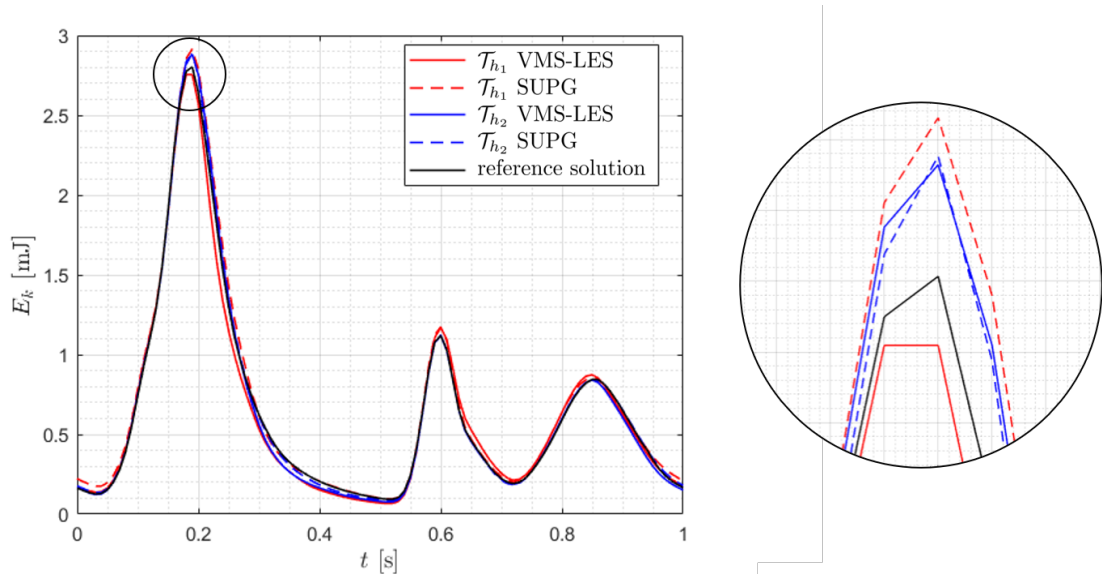 3
2.5
2
1.5
1
0.5
0
E_k [mJ]
𝒯_{h_1} VMS-LES
𝒯_{h_1} SUPG
𝒯_{h_2} VMS-LES
𝒯_{h_2} SUPG
reference solution
0 0.2 0.4 0.6 0.8 1
t [s]